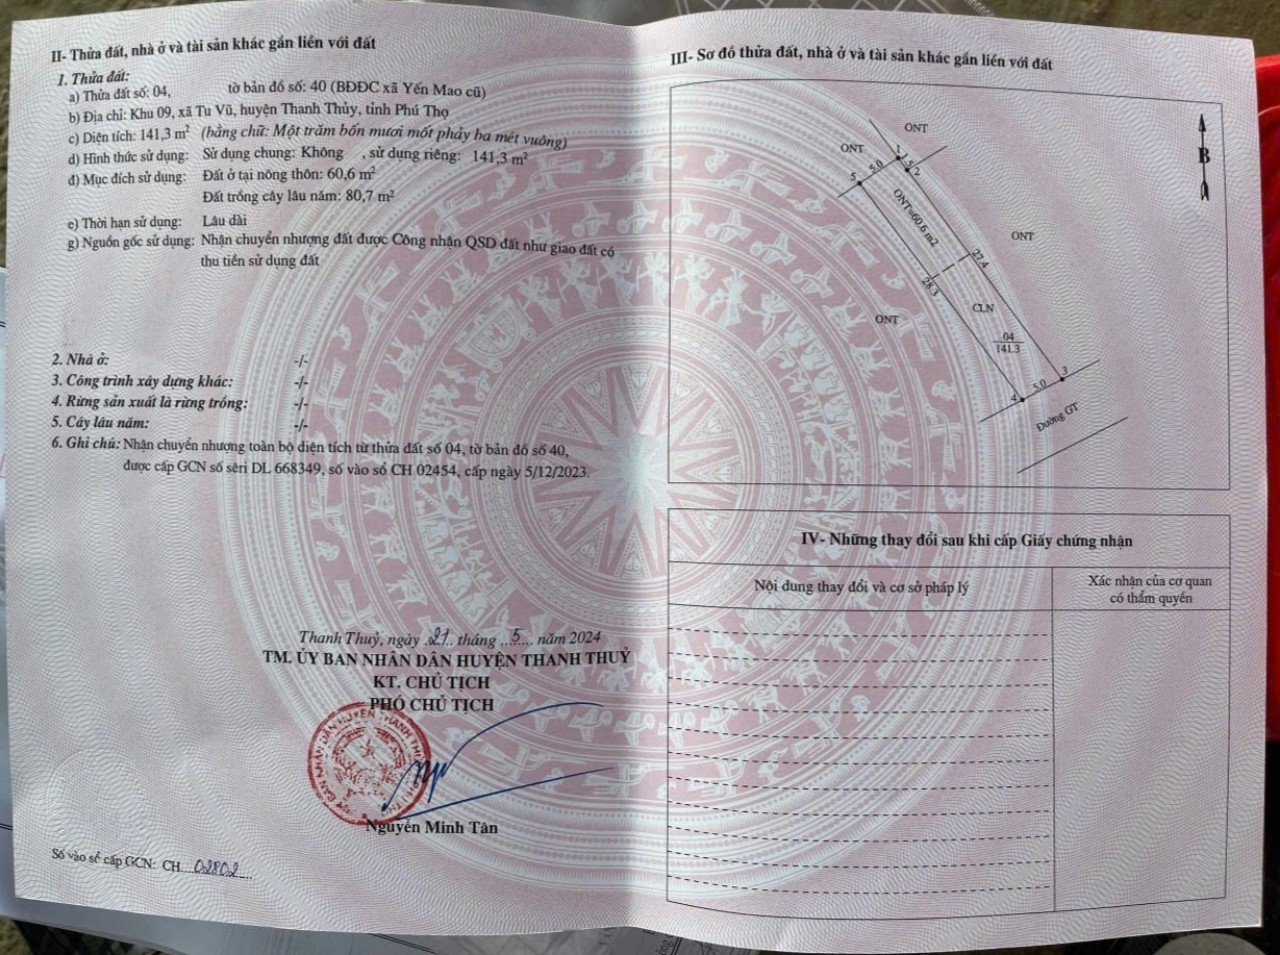 II- Thửa đất, nhà ở và tài sản khác gắn liền với đất
1. Thửa đất:
a) Thửa đất số: 04, tờ bản đồ số: 40 (BĐĐC xã Yến Mao cũ)
b) Địa chỉ: Khu 09, xã Tu Vũ, huyện Thanh Thủy, tỉnh Phú Thọ
c) Diện tích: 141,3 m² (bằng chữ: Một trăm bốn mươi mốt phảy ba mét vuông)
d) Hình thức sử dụng: Sử dụng chung: Không , sử dụng riêng: 141,3 m²
đ) Mục đích sử dụng: Đất ở tại nông thôn: 60,6 m²
Đất trồng cây lâu năm: 80,7 m²
e) Thời hạn sử dụng: Lâu dài
g) Nguồn gốc sử dụng: Nhận chuyển nhượng đất được Công nhận QSD đất như giao đất có
thu tiền sử dụng đất
2. Nhà ở: -/-
3. Công trình xây dựng khác: -/-
4. Rừng sản xuất là rừng trồng: -/-
5. Cây lâu năm: -/-
6. Ghi chú: Nhận chuyển nhượng toàn bộ diện tích từ thửa đất số 04, tờ bản đồ số 40,
được cấp GCN số sêri DL 668349, số vào sổ CH 02454, cấp ngày 5/12/2023.
Thanh Thuỷ, ngày 21 tháng 5 năm 2024
TM. ỦY BAN NHÂN DÂN HUYỆN THANH THUỶ
KT. CHỦ TỊCH
PHÓ CHỦ TỊCH
Nguyễn Minh Tân
Số vào sổ cấp GCN: CH 02802
III- Sơ đồ thửa đất, nhà ở và tài sản khác gắn liền với đất
ONT
ONT
1
1.5
2
5.0
5
B
ONT=60.6 m2
ONT
27.4
28.3
CLN
ONT
04
141.3
3
5.0
4
Đường GT
IV- Những thay đổi sau khi cấp Giấy chứng nhận
Nội dung thay đổi và cơ sở pháp lý
Xác nhận của cơ quan
có thẩm quyền